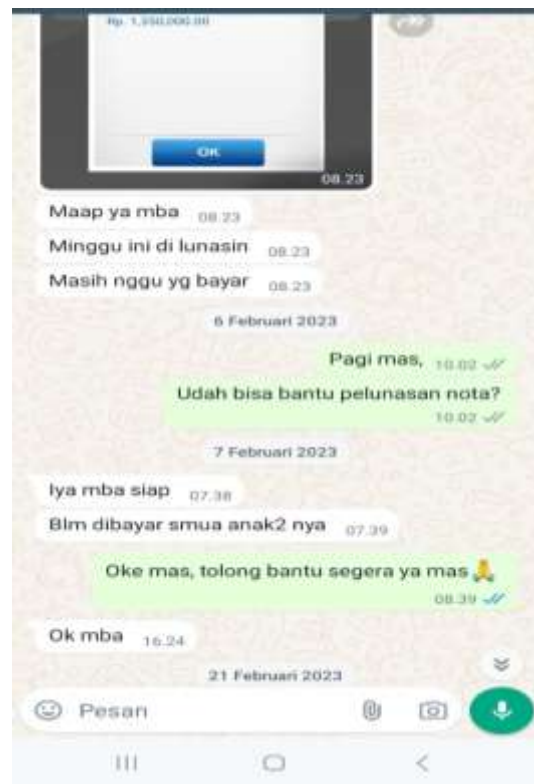 Rp. 1,350,000.00
OK
08.23
Maap ya mba 08.23
Minggu ini di lunasin 08.23
Masih nggu yg bayar 08.23
6 Februari 2023
Pagi mas, 10.02
Udah bisa bantu pelunasan nota?
10.02
7 Februari 2023
Iya mba siap 07.38
Blm dibayar smua anak2 nya 07.39
Oke mas, tolong bantu segera ya mas 🙏
08.39
Ok mba 16.24
21 Februari 2023
Pesan